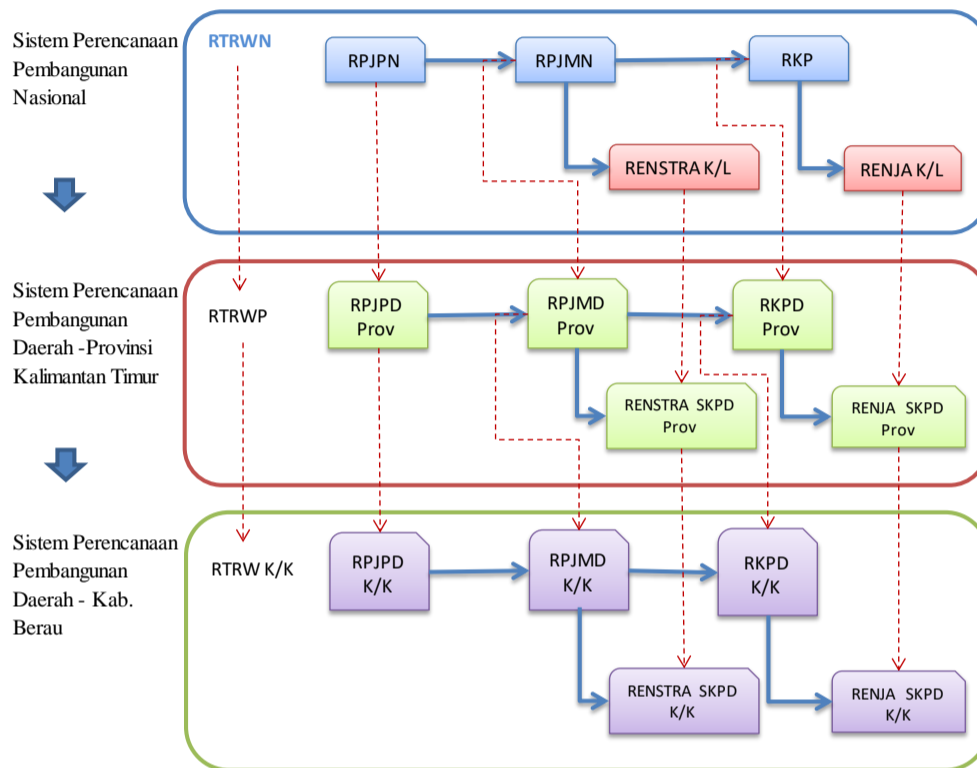 Sistem Perencanaan
Pembangunan
Nasional
RTRWN
RPJPN
RPJMN
RKP
RENSTRA K/L
RENJA K/L
Sistem Perencanaan
Pembangunan
Daerah -Provinsi
Kalimantan Timur
RTRWP
RPJPD
Prov
RPJMD
Prov
RKPD
Prov
RENSTRA SKPD
Prov
RENJA SKPD
Prov
Sistem Perencanaan
Pembangunan
Daerah - Kab.
Berau
RTRW K/K
RPJPD
K/K
RPJMD
K/K
RKPD
K/K
RENSTRA SKPD
K/K
RENJA SKPD
K/K